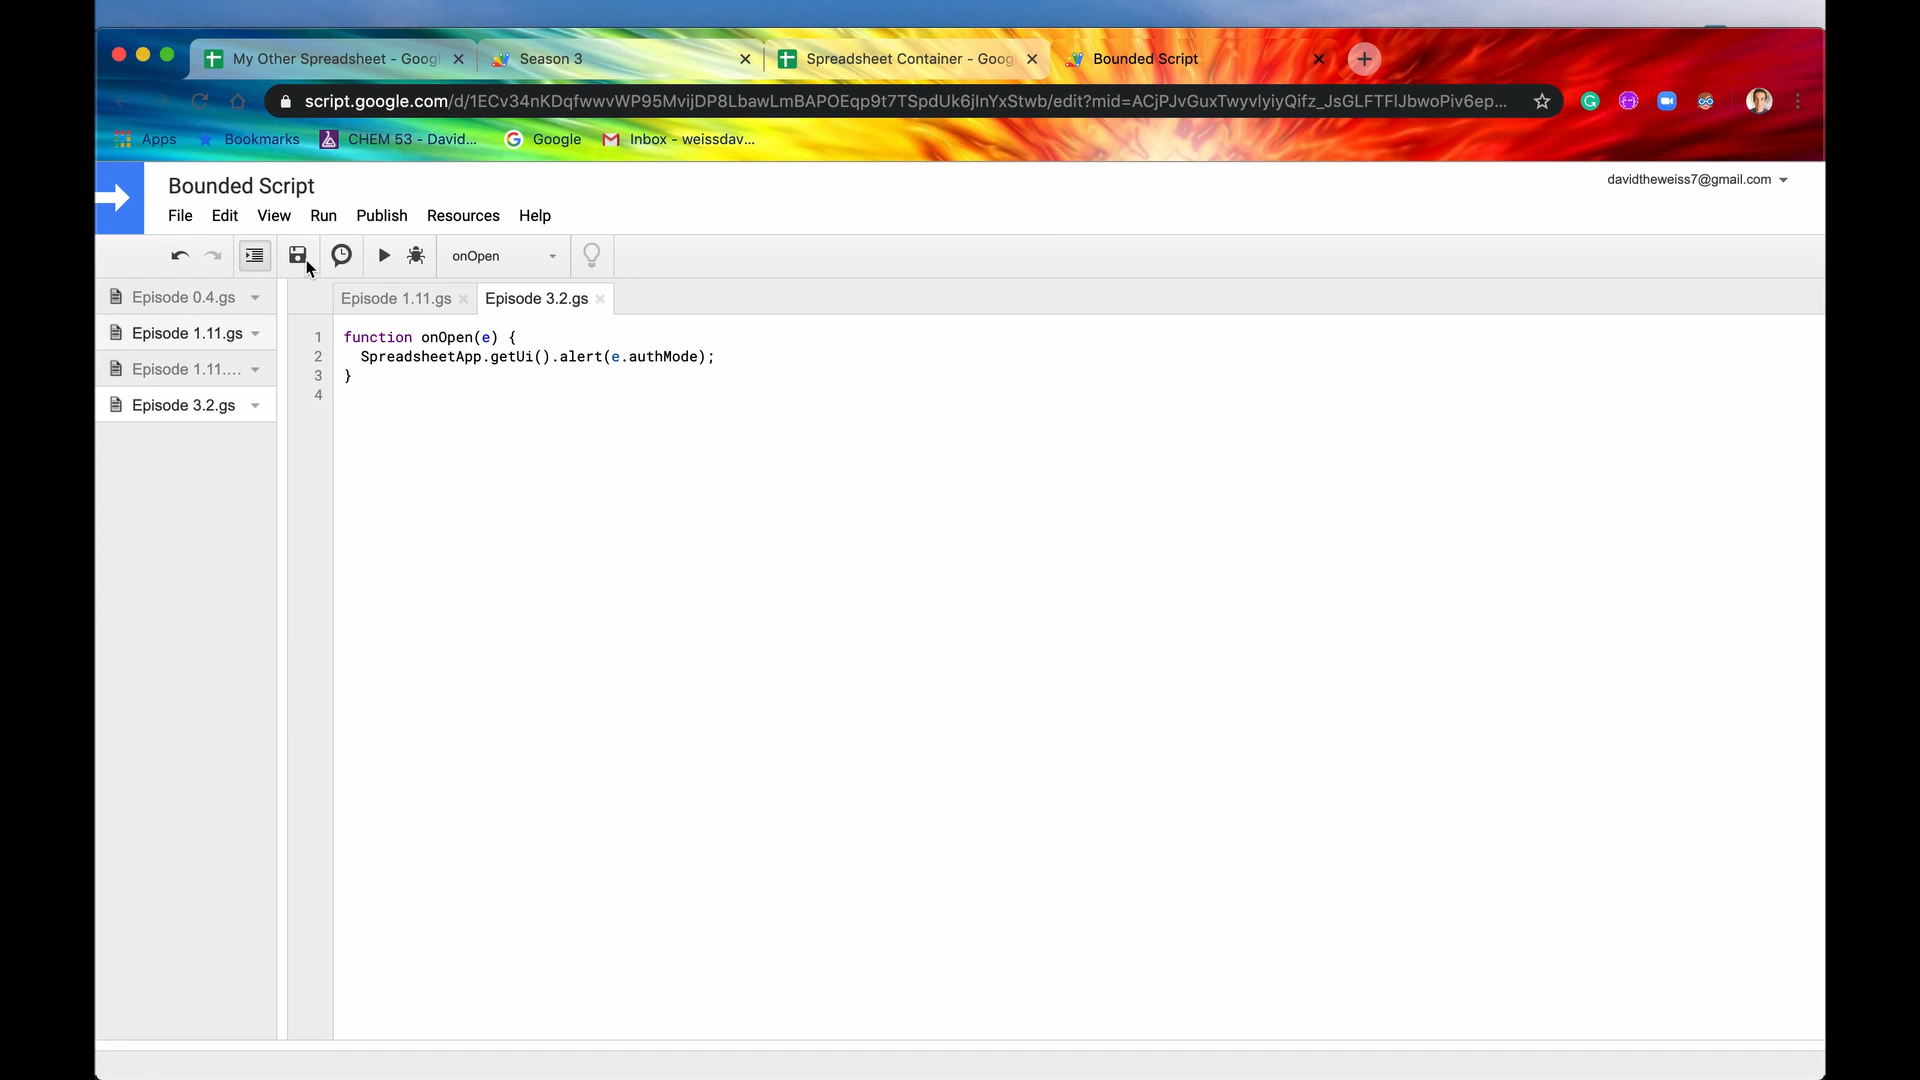 My Other Spreadsheet - Googl
Season 3
Spreadsheet Container - Goog
Bounded Script
script.google.com/d/1ECv34nKDqfwwvWP95MvijDP8LbawLmBAPOEqp9t7TSpdUk6jInYxStwb/edit?mid=ACjPJvGuxTwyvIyiyQifz_JsGLFTFIJbwoPiv6ep...
Apps
Bookmarks
CHEM 53 - David...
Google
Inbox - weissdav...
Bounded Script
davidtheweiss7@gmail.com
File Edit View Run Publish Resources Help
onOpen
Episode 0.4.gs
Episode 1.11.gs
Episode 1.11....
Episode 3.2.gs
Episode 1.11.gs
Episode 3.2.gs
1 function onOpen(e) {
2 SpreadsheetApp.getUi().alert(e.authMode);
3 }
4